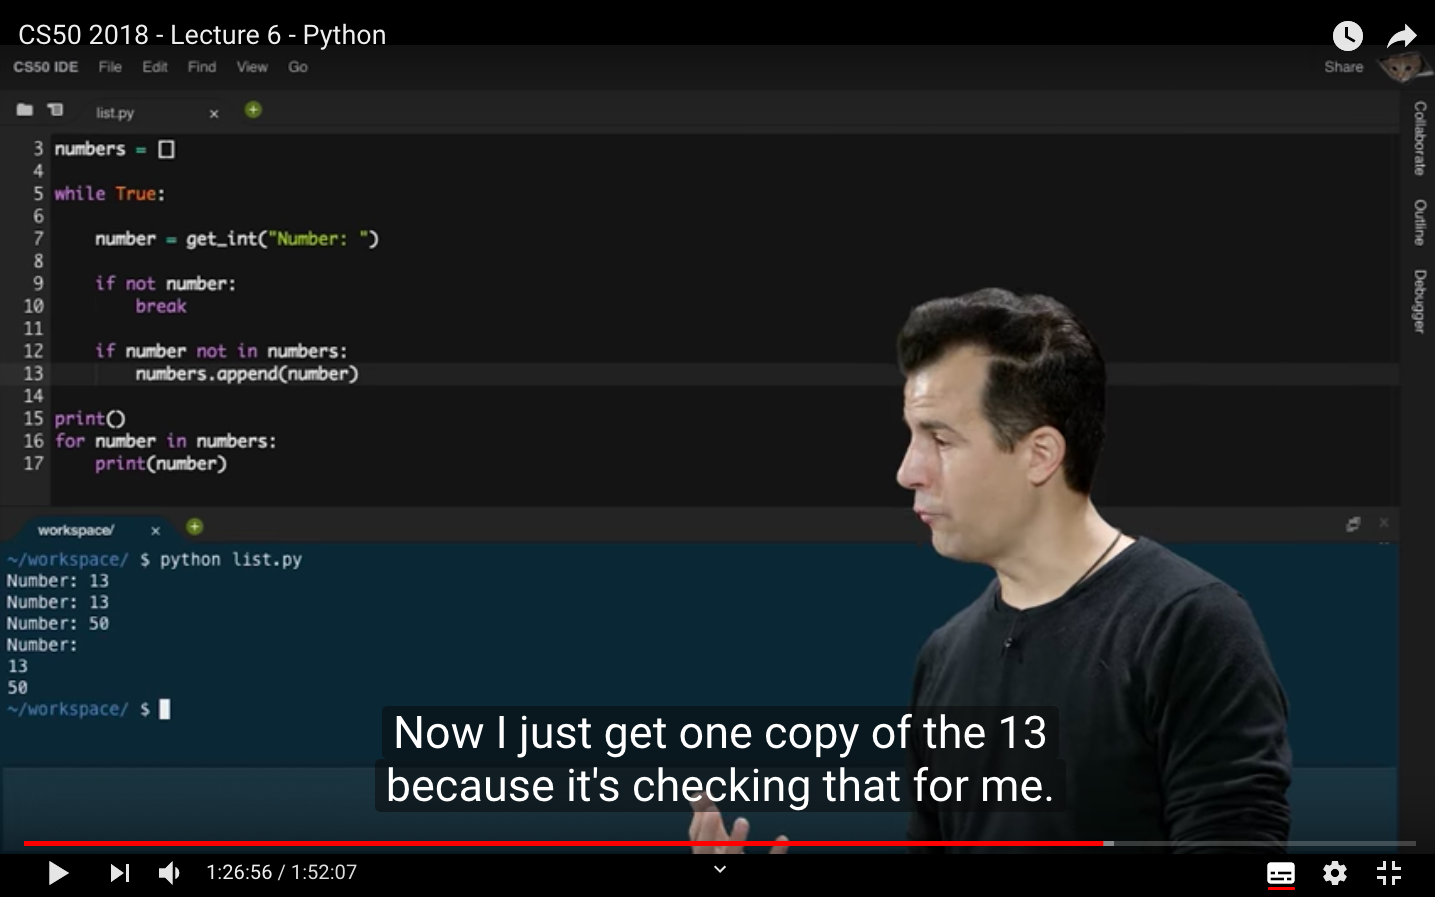 CS50 2018 - Lecture 6 - Python
CS50 IDE File Edit Find View Go Share
list.py
Collaborate
Outline
Debugger
3 numbers = []
4
5 while True:
6
7 number = get_int("Number: ")
8
9 if not number:
10 break
11
12 if number not in numbers:
13 numbers.append(number)
14
15 print()
16 for number in numbers:
17 print(number)
workspace/
~/workspace/ $ python list.py
Number: 13
Number: 13
Number: 50
Number:
13
50
~/workspace/ $
Now I just get one copy of the 13
because it's checking that for me.
1:26:56 / 1:52:07